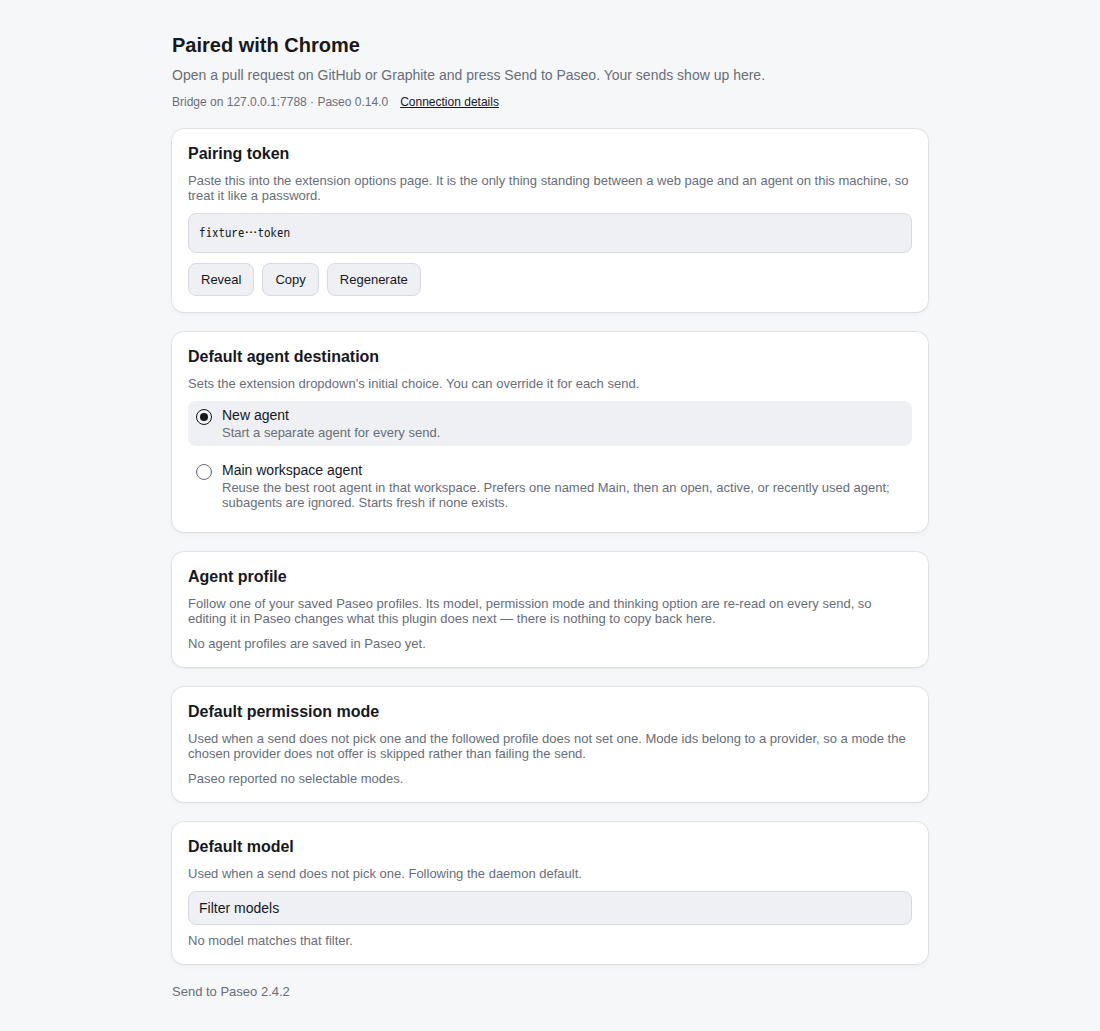 Paired with Chrome
Open a pull request on GitHub or Graphite and press Send to Paseo. Your sends show up here.
Bridge on 127.0.0.1:7788 · Paseo 0.14.0 Connection details
Pairing token
Paste this into the extension options page. It is the only thing standing between a web page and an agent on this machine, so
treat it like a password.
fixture···token
Reveal Copy Regenerate
Default agent destination
Sets the extension dropdown's initial choice. You can override it for each send.
New agent
Start a separate agent for every send.
Main workspace agent
Reuse the best root agent in that workspace. Prefers one named Main, then an open, active, or recently used agent;
subagents are ignored. Starts fresh if none exists.
Agent profile
Follow one of your saved Paseo profiles. Its model, permission mode and thinking option are re-read on every send, so
editing it in Paseo changes what this plugin does next — there is nothing to copy back here.
No agent profiles are saved in Paseo yet.
Default permission mode
Used when a send does not pick one and the followed profile does not set one. Mode ids belong to a provider, so a mode the
chosen provider does not offer is skipped rather than failing the send.
Paseo reported no selectable modes.
Default model
Used when a send does not pick one. Following the daemon default.
Filter models
No model matches that filter.
Send to Paseo 2.4.2